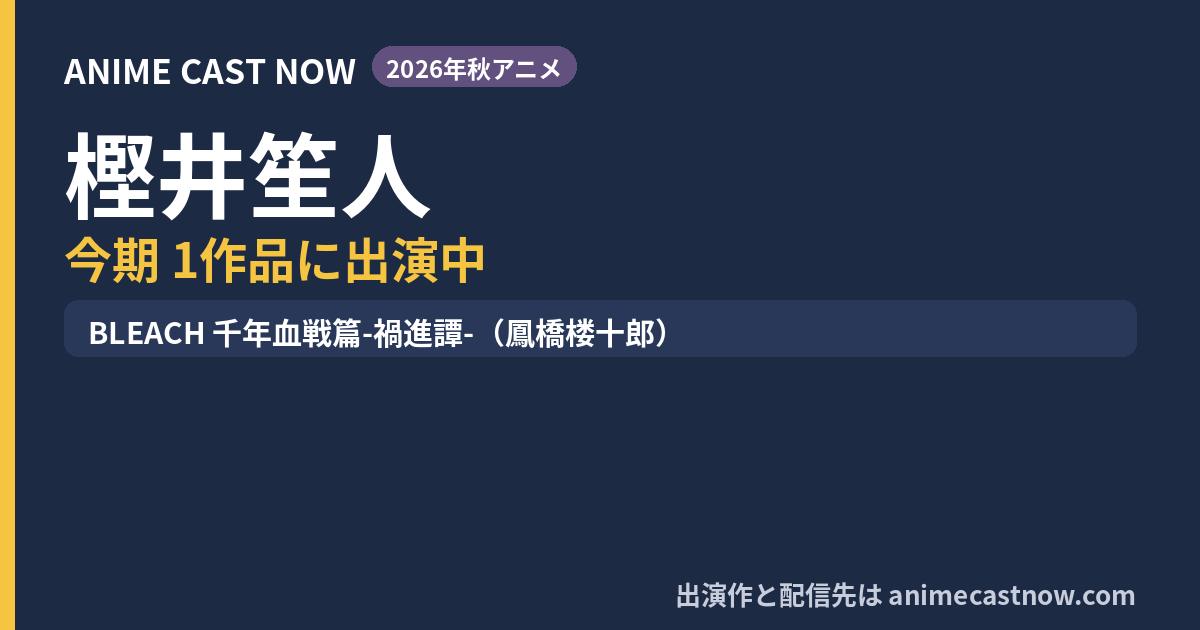 ANIME CAST NOW 2026年秋アニメ
樫井笙人
今期 1作品に出演中
BLEACH 千年血戦篇-禍進譚-（鳳橋楼十郎）
出演作と配信先は animecastnow.com